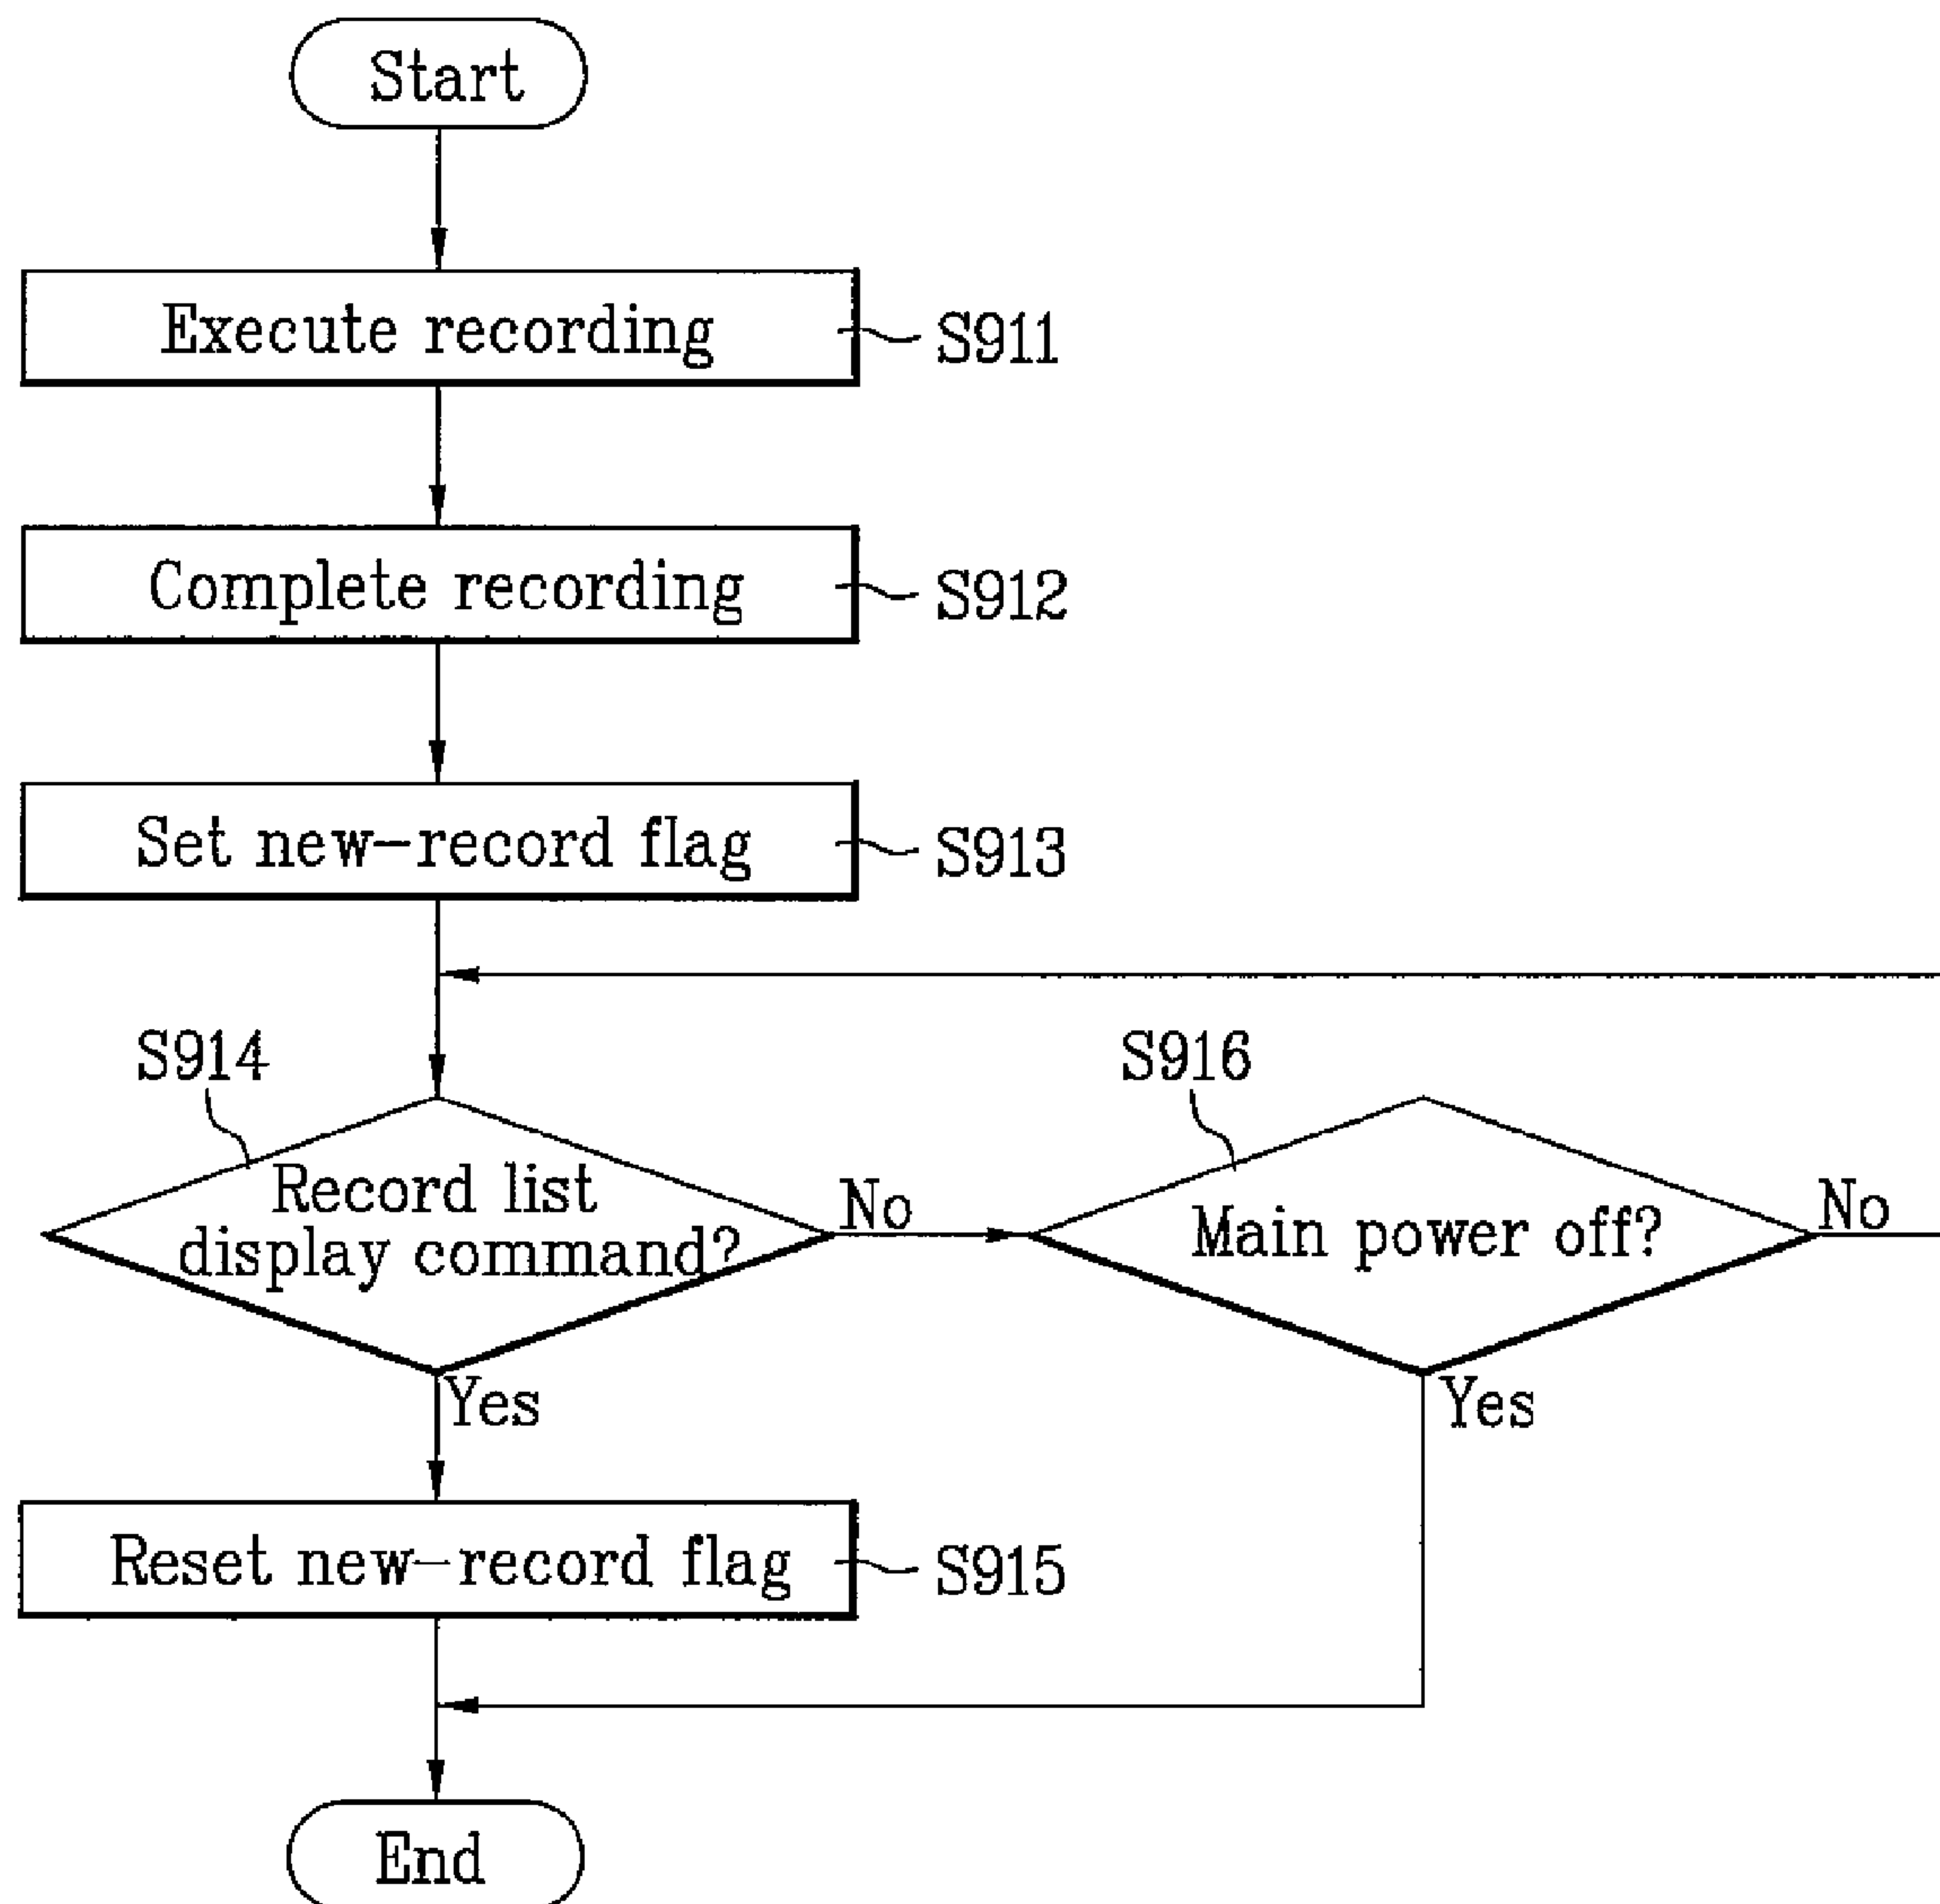 Start
Execute recording
S911
Complete recording
S912
Set new-record flag
S913
S914
S916
Record list
display command?
No
Main power off?
No
Yes
Yes
Reset new-record flag
S915
End